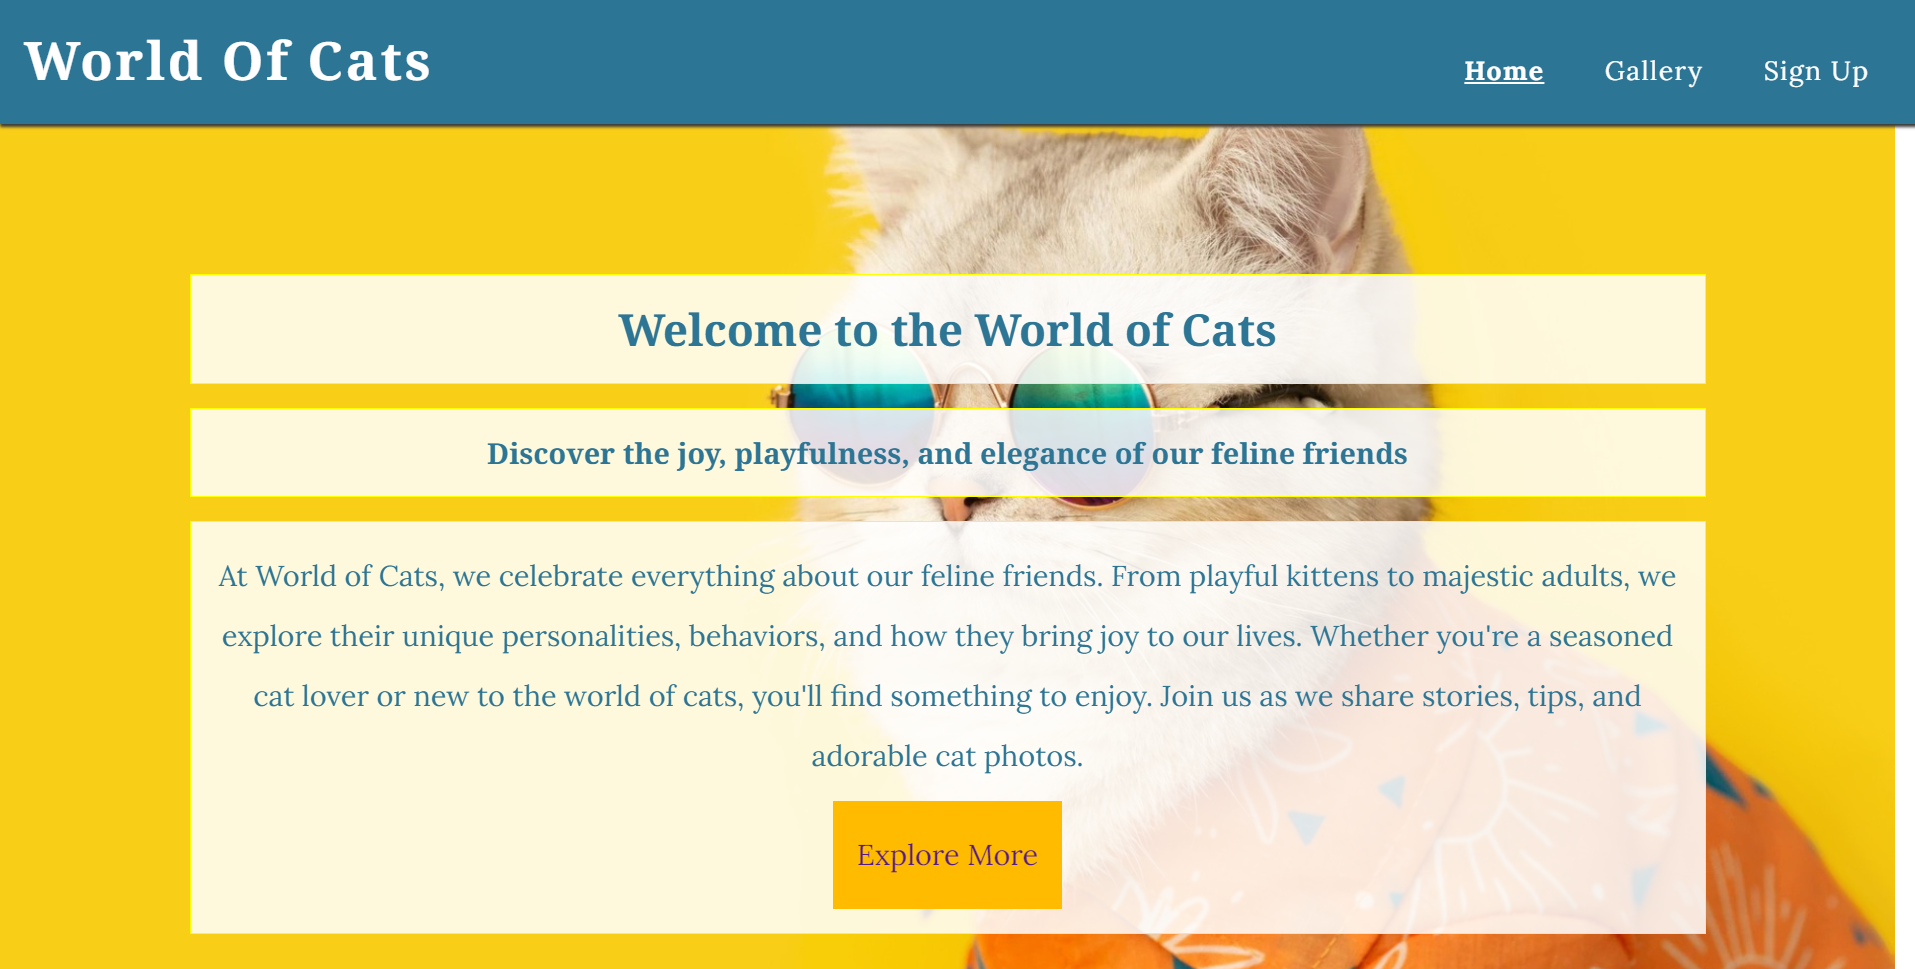 World Of Cats
Home
Gallery
Sign Up
Welcome to the World of Cats
Discover the joy, playfulness, and elegance of our feline friends
At World of Cats, we celebrate everything about our feline friends. From playful kittens to majestic adults, we
explore their unique personalities, behaviors, and how they bring joy to our lives. Whether you're a seasoned
cat lover or new to the world of cats, you'll find something to enjoy. Join us as we share stories, tips, and
adorable cat photos.
Explore More